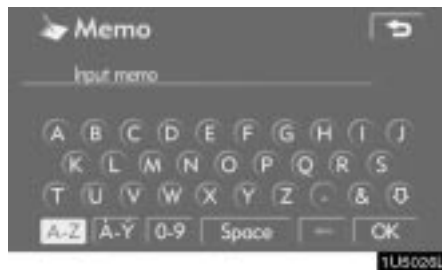 Memo
Input memo
A B C D E F G H I J
K L M N O P Q R S
T U V W X Y Z - & ⇩
A-Z À-Ý 0-9 Space ← OK
1U5026L